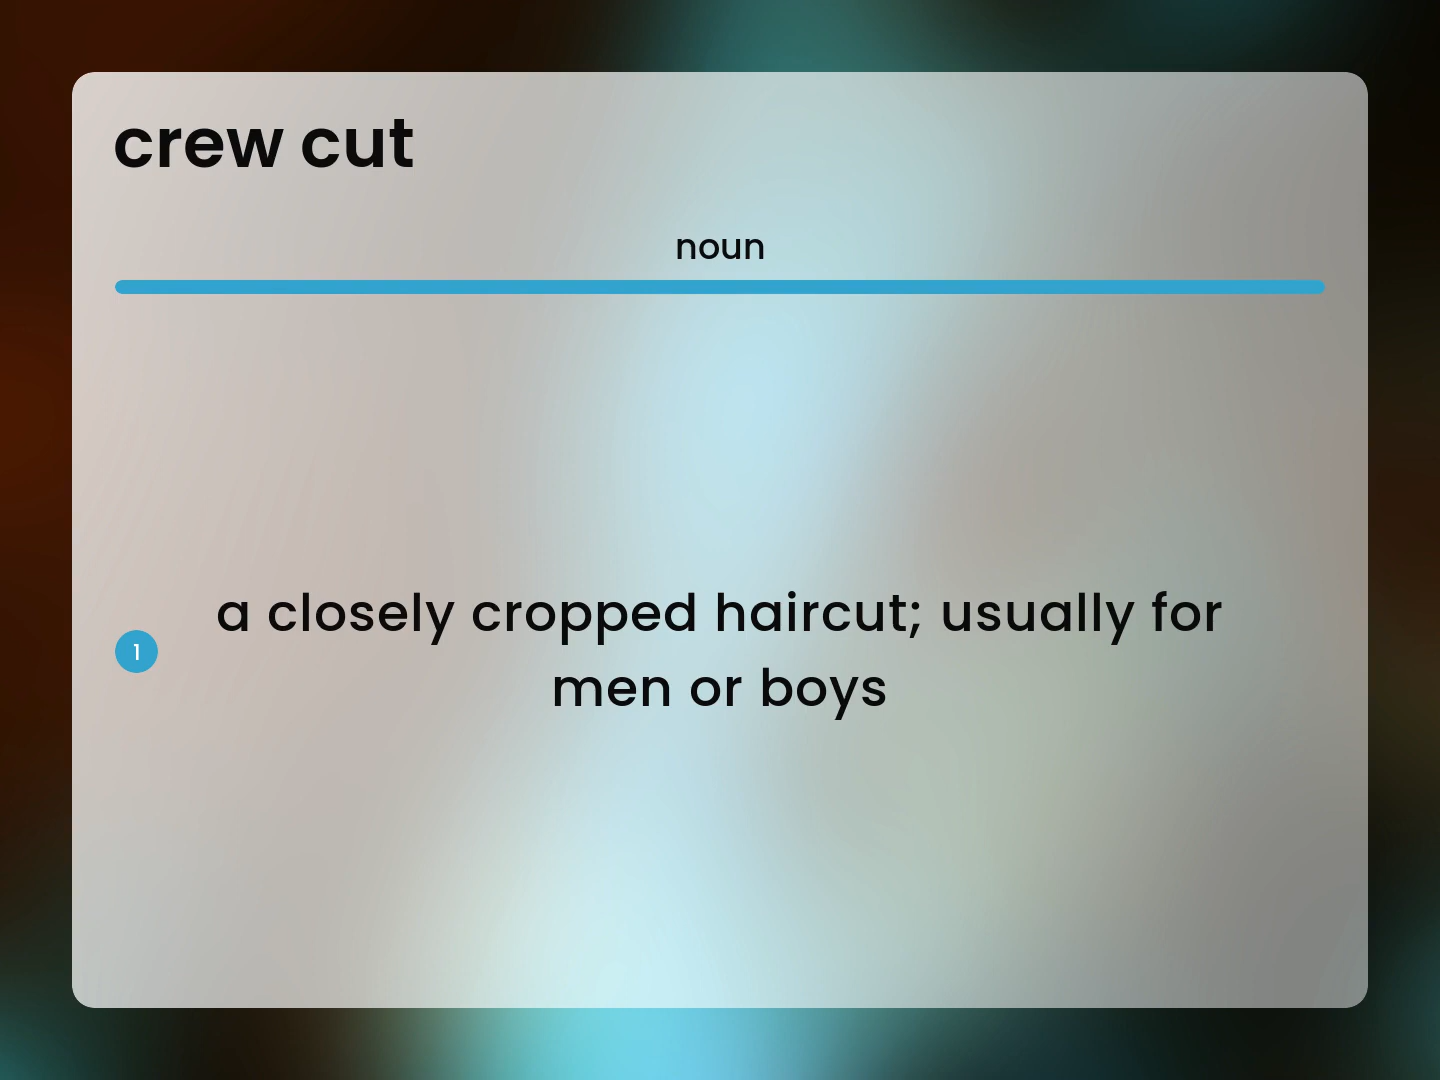 crew cut
noun
1
a closely cropped haircut; usually for
men or boys